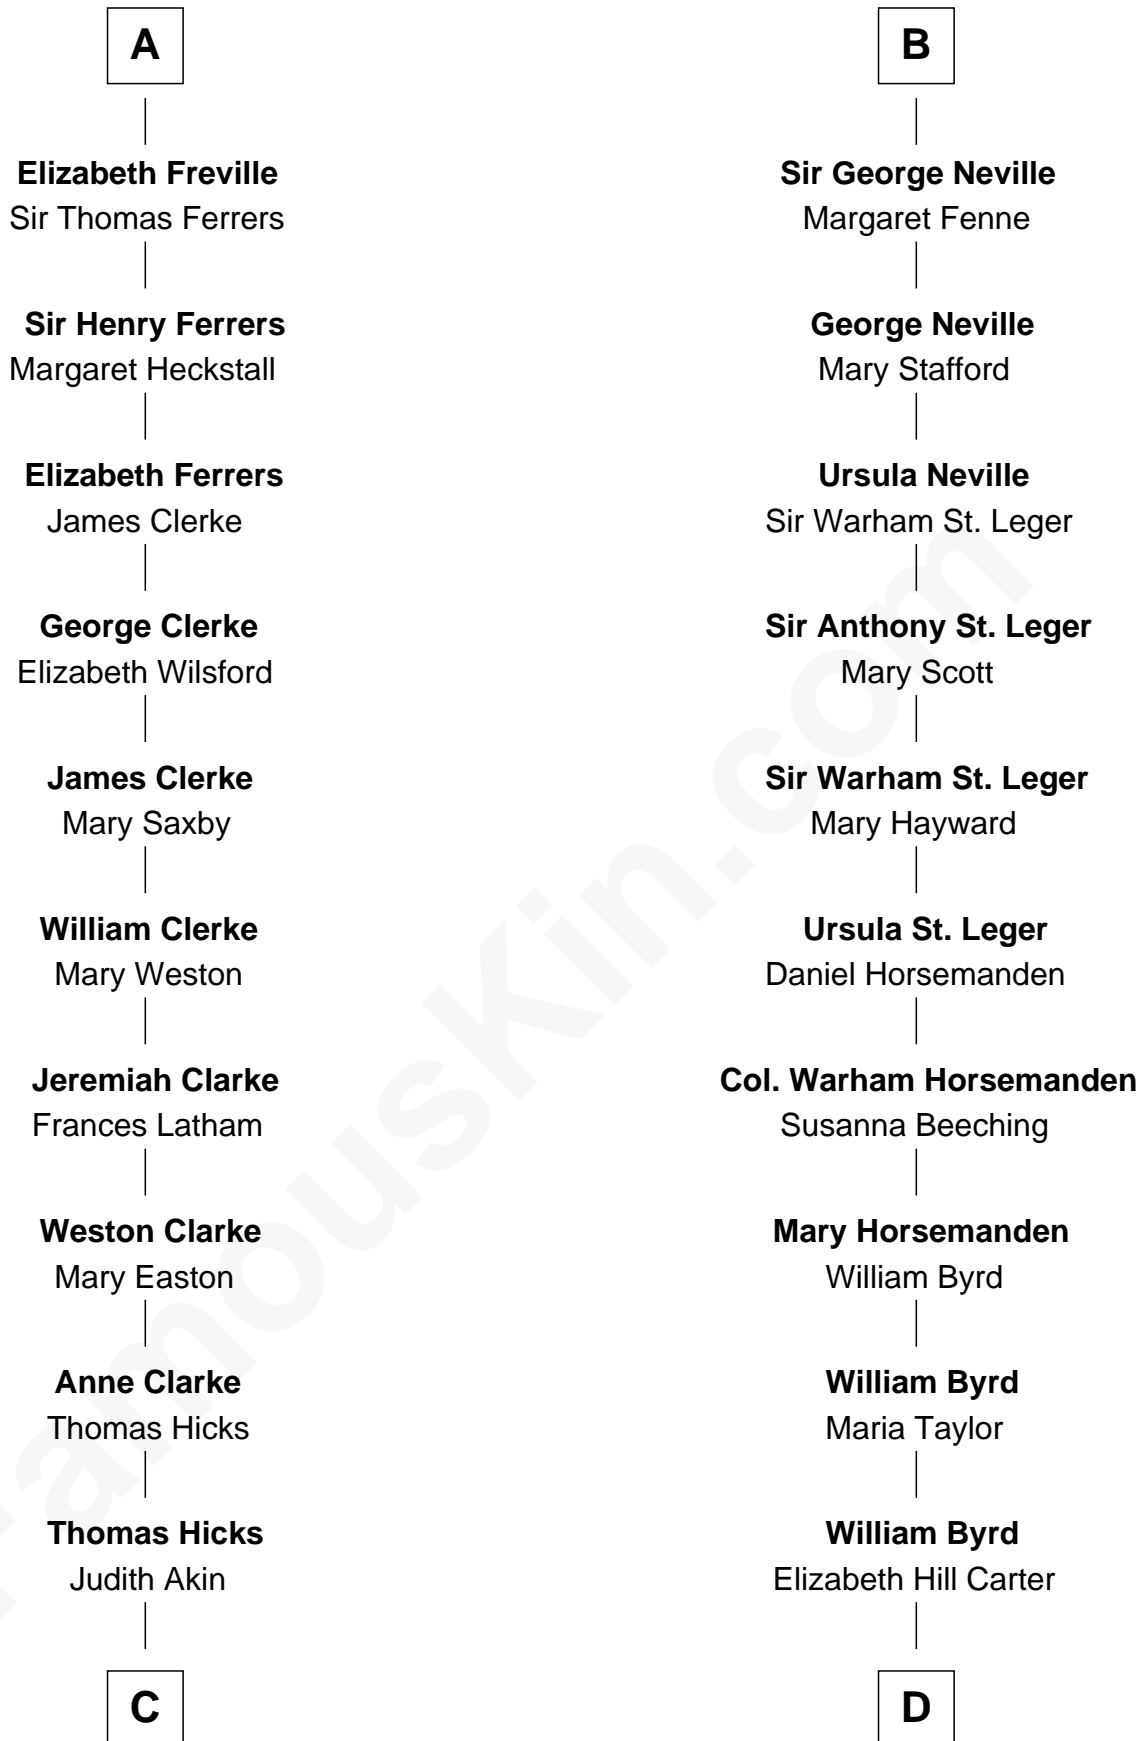 A
Elizabeth Freville
Sir Thomas Ferrers
Sir Henry Ferrers
Margaret Heckstall
Elizabeth Ferrers
James Clerke
George Clerke
Elizabeth Wilsford
James Clerke
Mary Saxby
William Clerke
Mary Weston
Jeremiah Clarke
Frances Latham
Weston Clarke
Mary Easton
Anne Clarke
Thomas Hicks
Thomas Hicks
Judith Akin
C
B
Sir George Neville
Margaret Fenne
George Neville
Mary Stafford
Ursula Neville
Sir Warham St. Leger
Sir Anthony St. Leger
Mary Scott
Sir Warham St. Leger
Mary Hayward
Ursula St. Leger
Daniel Horsemanden
Col. Warham Horsemanden
Susanna Beeching
Mary Horsemanden
William Byrd
William Byrd
Maria Taylor
William Byrd
Elizabeth Hill Carter
D
FamousKin.com